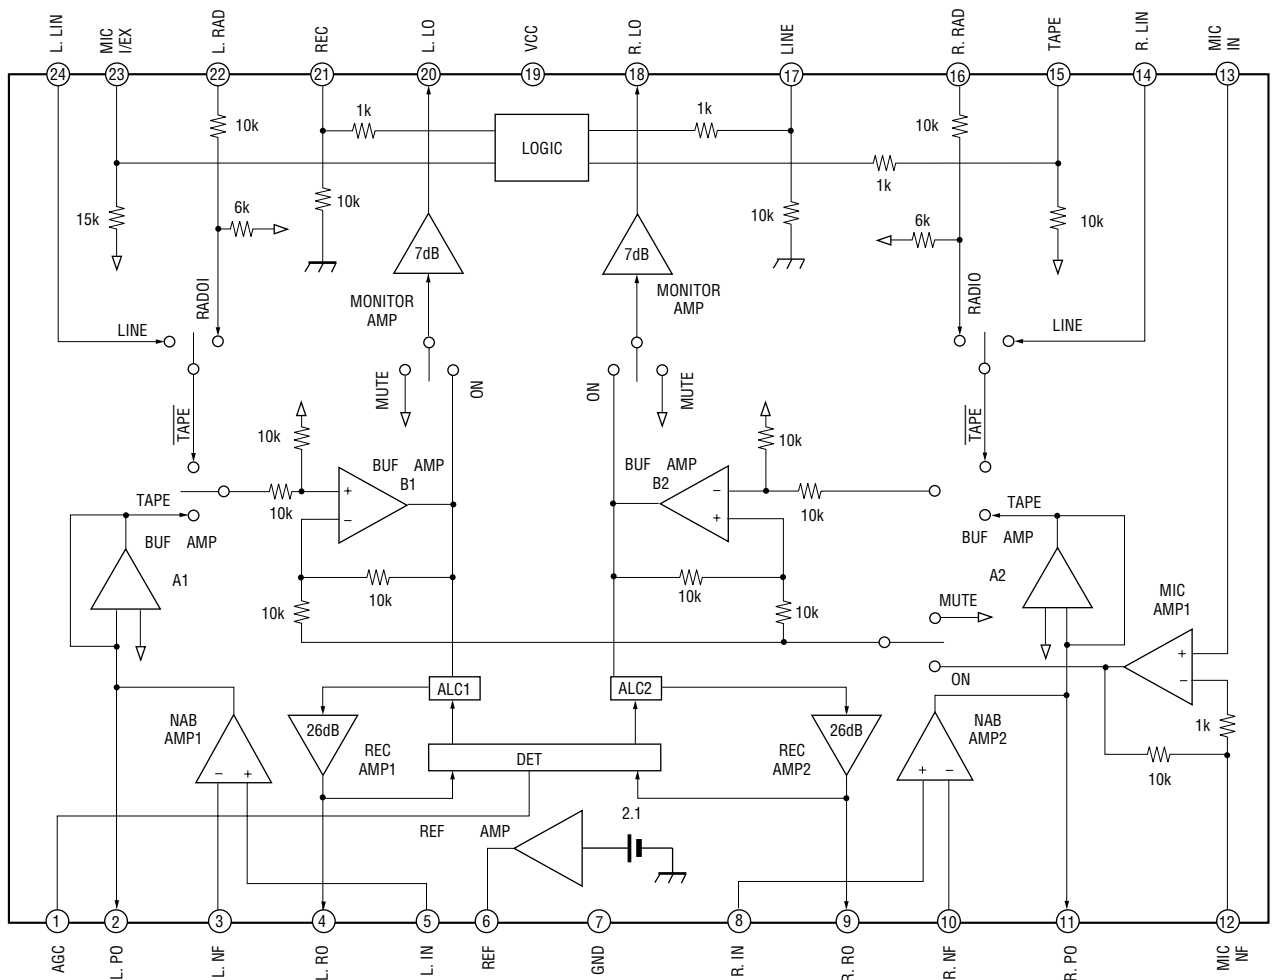 L. LIN
MIC I/EX
L. RAD
REC
L. LO
VCC
R. LO
LINE
R. RAD
TAPE
R. LIN
MIC IN
24
23
22
21
20
19
18
17
16
15
14
13
10k
1k
LOGIC
1k
10k
1k
15k
6k
10k
10k
6k
10k
7dB
7dB
MONITOR AMP
MONITOR AMP
RADOI
RADIO
LINE
LINE
MUTE
ON
ON
MUTE
TAPE
TAPE
10k
10k
BUF AMP
B1
BUF AMP
B2
+
−
−
+
TAPE
10k
10k
TAPE
BUF AMP
A1
BUF AMP
A2
10k
10k
10k
10k
MUTE
MIC AMP1
+
−
ON
ALC1
ALC2
NAB AMP1
− +
26dB
REC AMP1
DET
REC AMP2
26dB
NAB AMP2
+ −
1k
10k
REF AMP
2.1
1
2
3
4
5
6
7
8
9
10
11
12
AGC
L. PO
L. NF
L. RO
L. IN
REF
GND
R. IN
R. RO
R. NF
R. PO
MIC NF